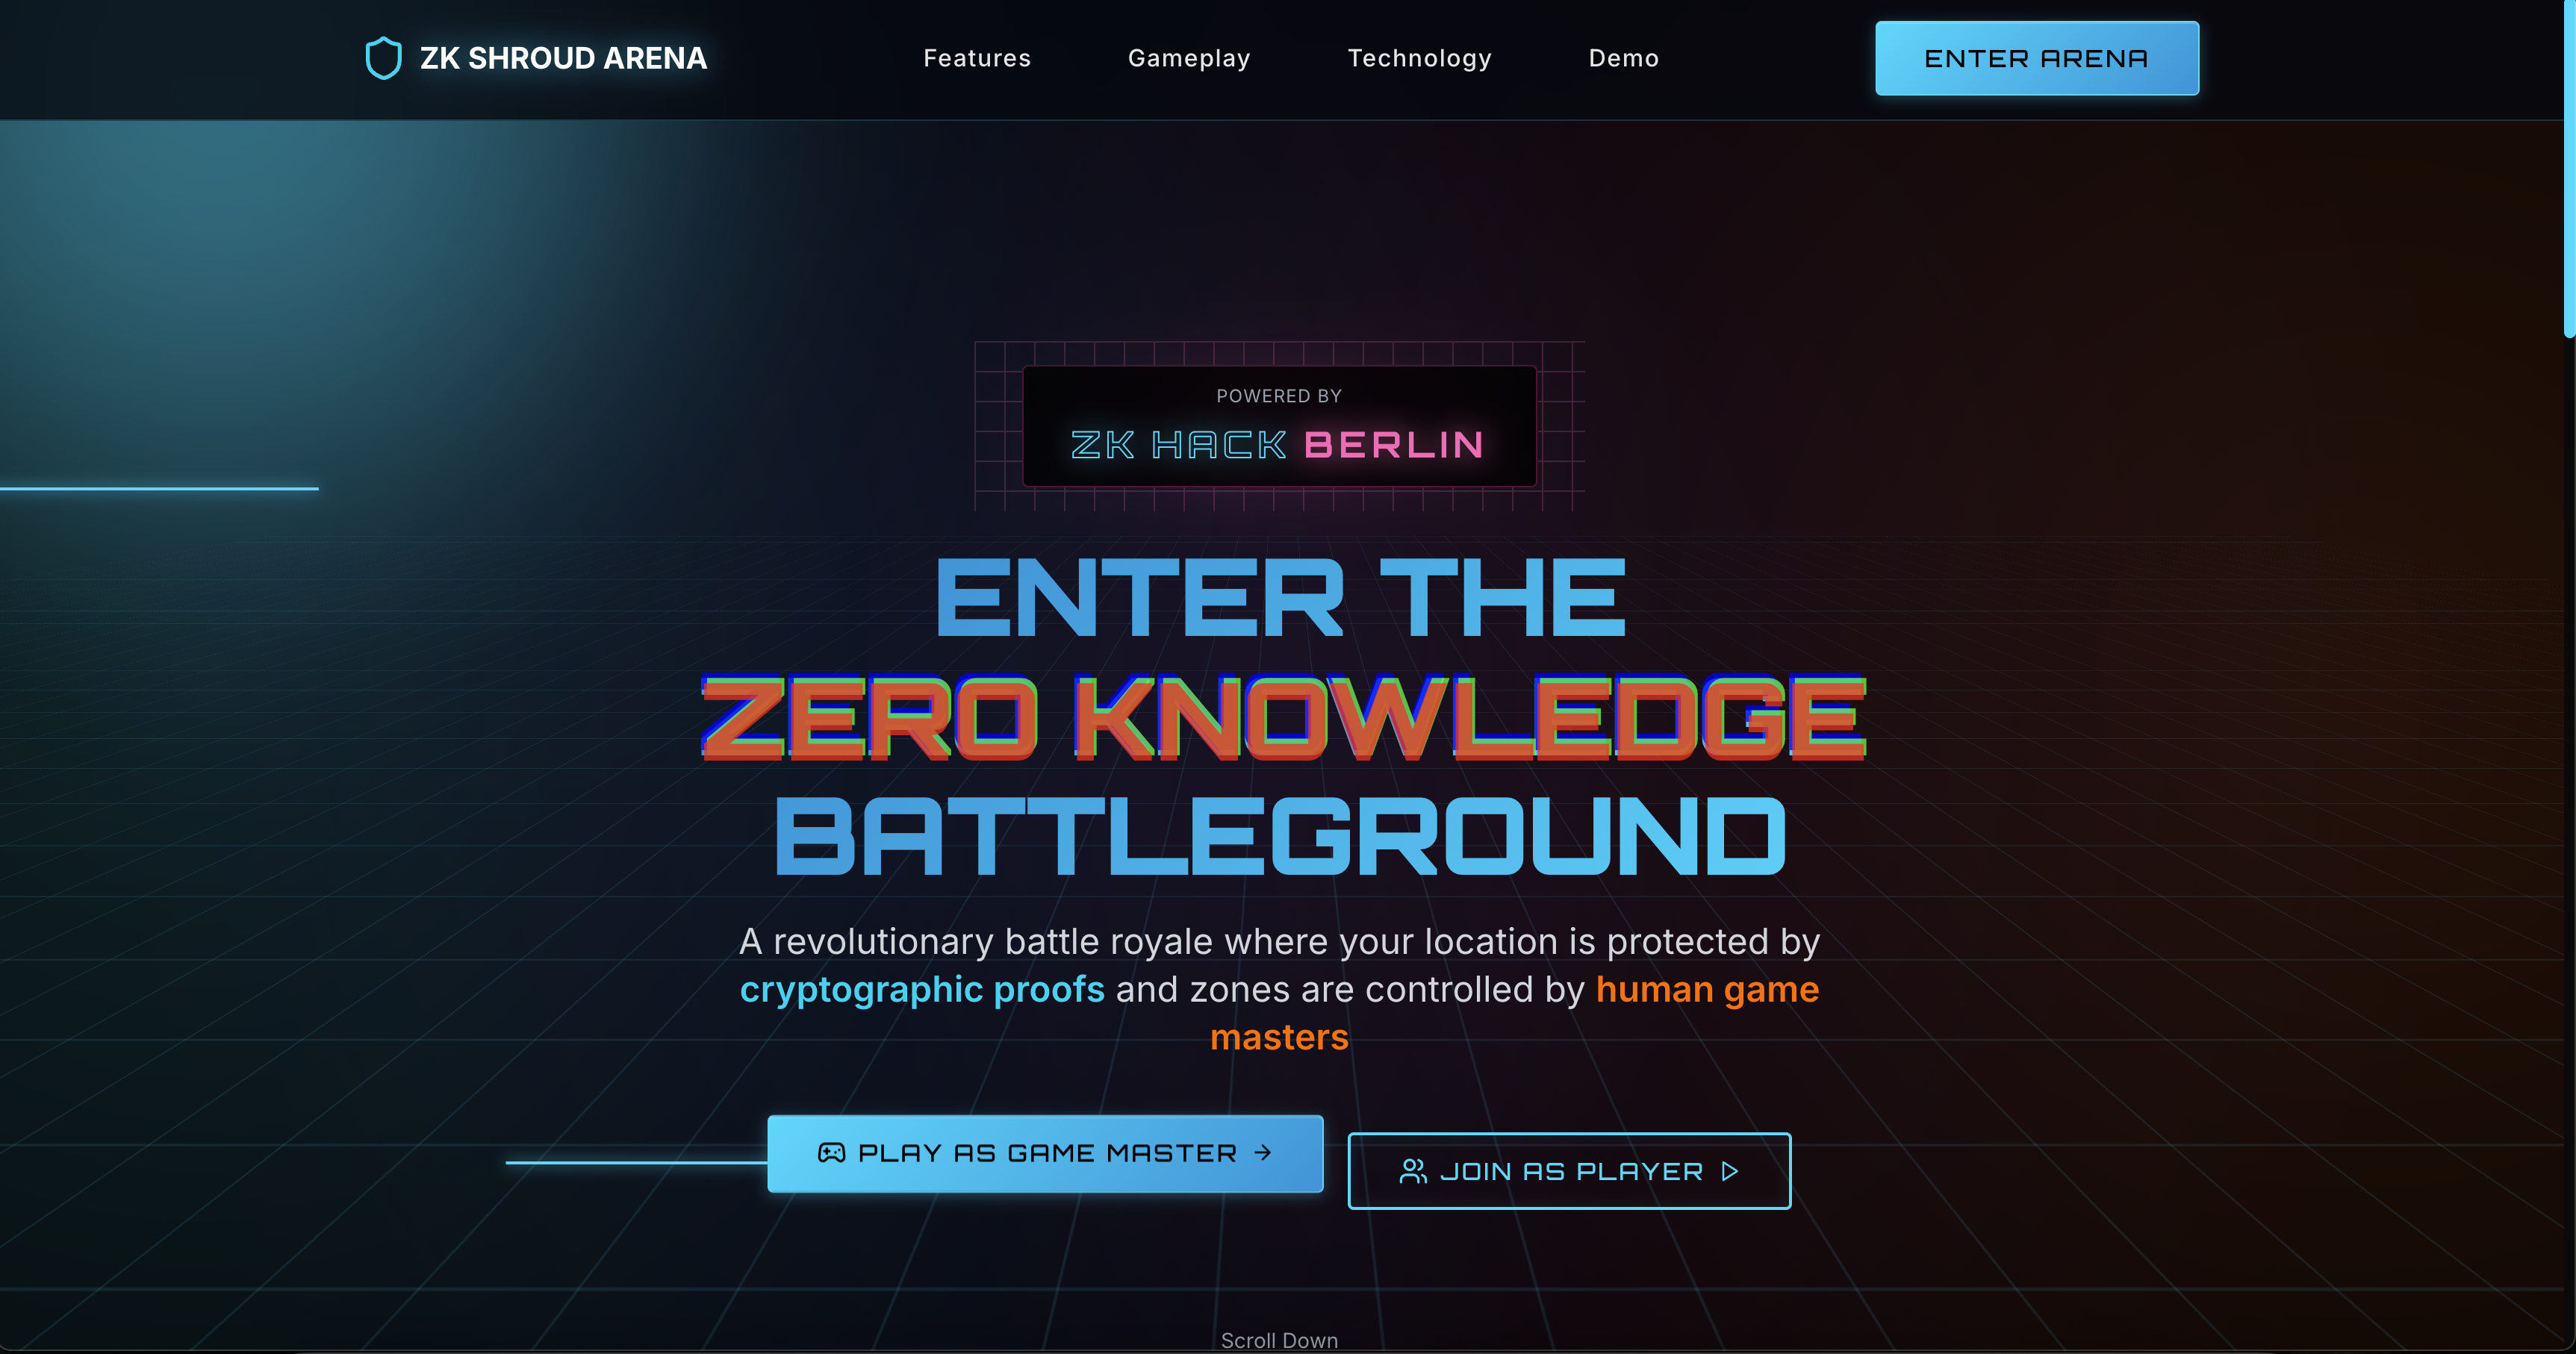 ZK SHROUD ARENA
Features
Gameplay
Technology
Demo
ENTER ARENA
POWERED BY
ZK HACK BERLIN
ENTER THE
ZERO KNOWLEDGE
BATTLEGROUND
A revolutionary battle royale where your location is protected by
cryptographic proofs and zones are controlled by human game
masters
PLAY AS GAME MASTER
JOIN AS PLAYER
Scroll Down